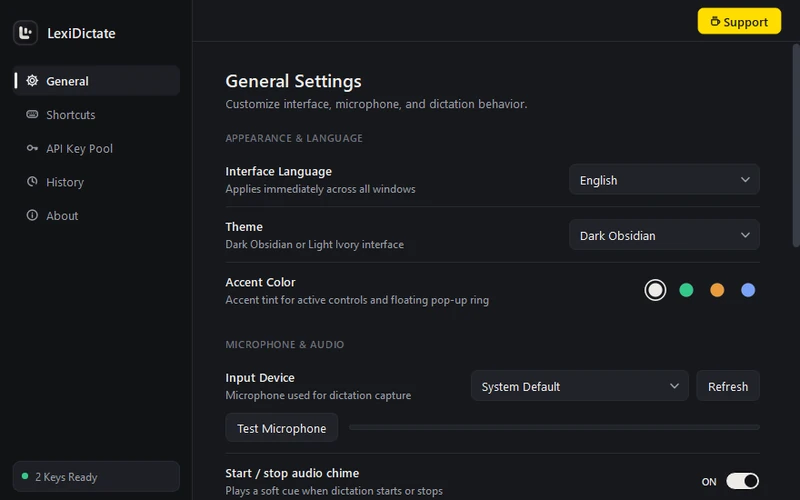 LexiDictate
Support
General
Shortcuts
API Key Pool
History
About
2 Keys Ready
General Settings
Customize interface, microphone, and dictation behavior.
APPEARANCE & LANGUAGE
Interface Language
Applies immediately across all windows
English
Theme
Dark Obsidian or Light Ivory interface
Dark Obsidian
Accent Color
Accent tint for active controls and floating pop-up ring
MICROPHONE & AUDIO
Input Device
Microphone used for dictation capture
System Default
Refresh
Test Microphone
Start / stop audio chime
Plays a soft cue when dictation starts or stops
ON